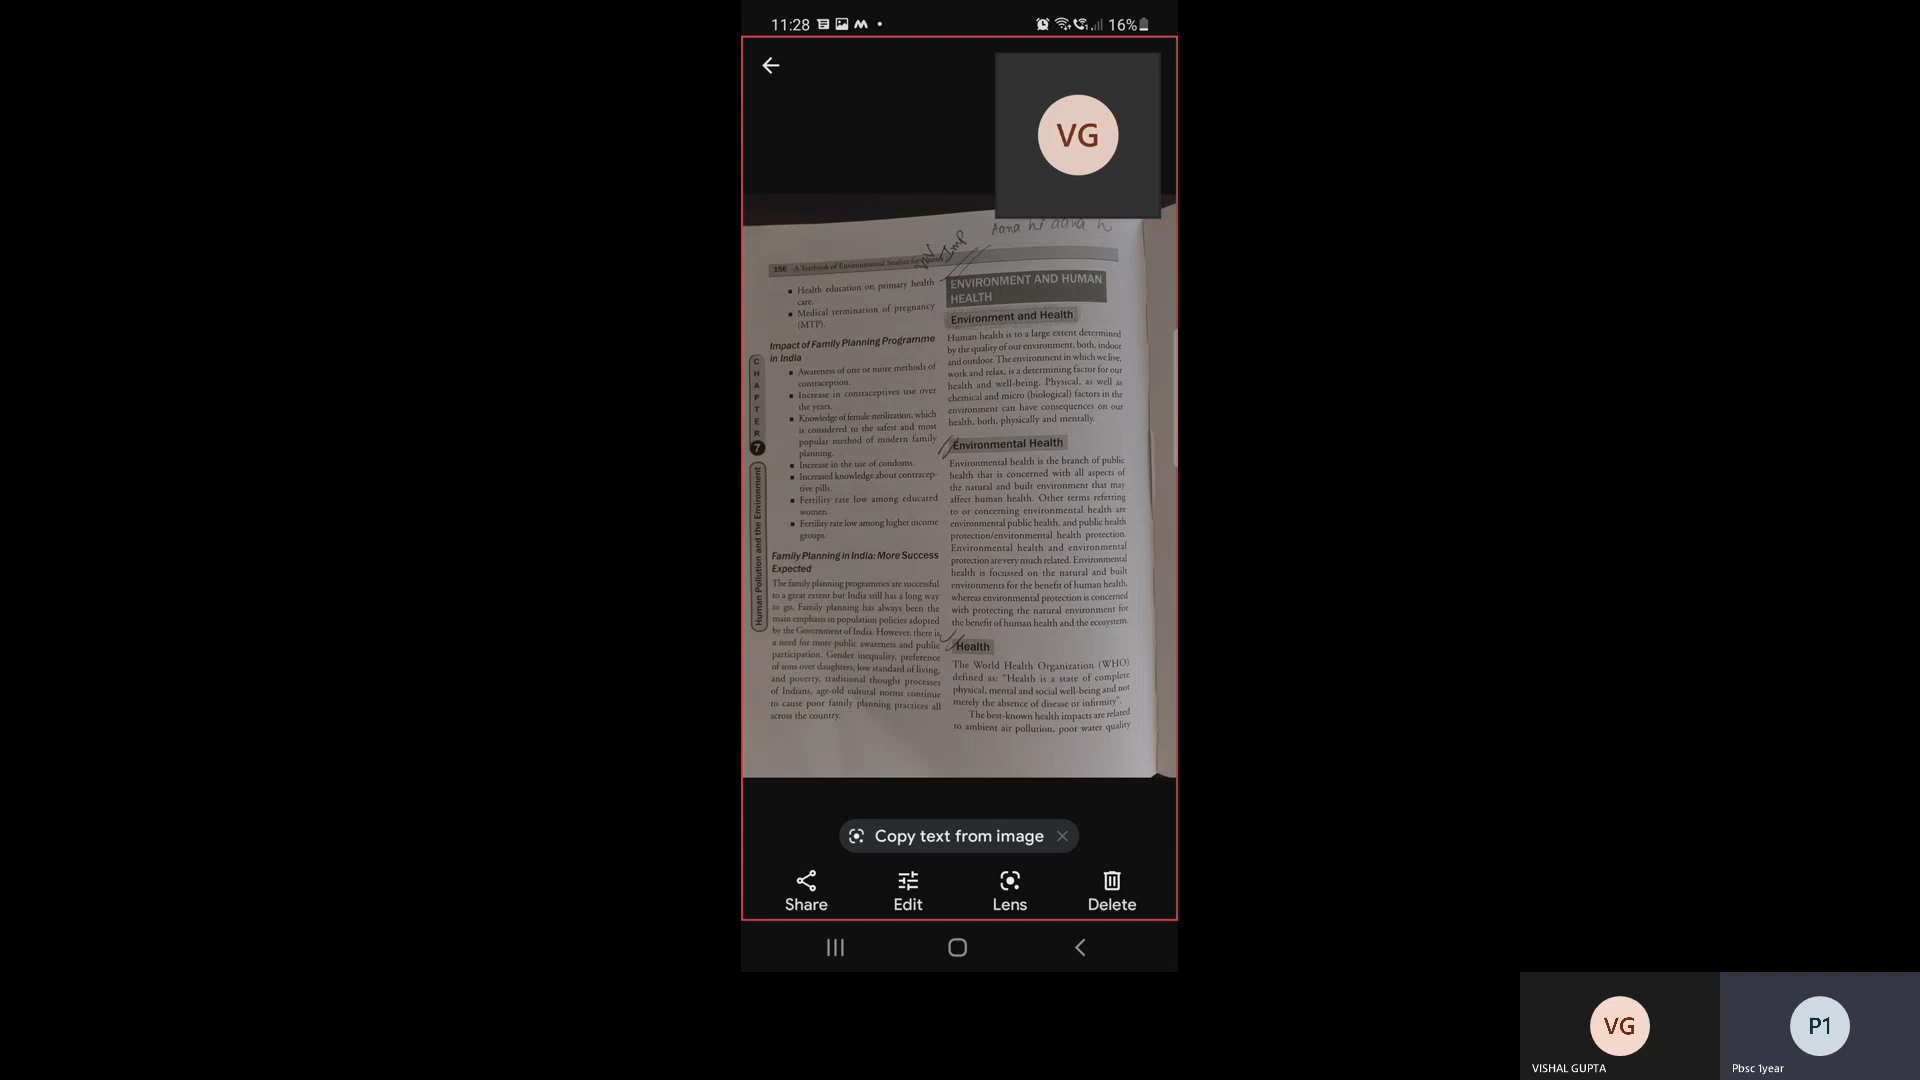 11:28
16%
VG
Aana hi aana h
Imp
156 A Textbook of Environmental Studies for Nurses
▪ Health education on primary health
care.
▪ Medical termination of pregnancy
(MTP).
Impact of Family Planning Programme
in India
▪ Awareness of one or more methods of
contraception.
▪ Increase in contraceptives use over
the years.
▪ Knowledge of female sterilization, which
is considered to the safest and most
popular method of modern family
planning.
▪ Increase in the use of condoms.
▪ Increased knowledge about contracep-
tive pills.
▪ Fertility rate low among educated
women.
▪ Fertility rate low among higher income
groups.
Family Planning in India: More Success
Expected
The family planning programmes are successful
to a great extent but India still has a long way
to go. Family planning has always been the
main emphasis in population policies adopted
by the Government of India. However, there is
a need for more public awareness and public
participation. Gender inequality, preference
of sons over daughters, low standard of living,
and poverty, traditional thought processes
of Indians, age-old cultural norms continue
to cause poor family planning practices all
across the country.
CHAPTER
7
Human Pollution and the Environment
ENVIRONMENT AND HUMAN
HEALTH
Environment and Health
Human health is to a large extent determined
by the quality of our environment, both, indoor
and outdoor. The environment in which we live,
work and relax, is a determining factor for our
health and well-being. Physical, as well as
chemical and micro (biological) factors in the
environment can have consequences on our
health, both, physically and mentally.
Environmental Health
Environmental health is the branch of public
health that is concerned with all aspects of
the natural and built environment that may
affect human health. Other terms referring
to or concerning environmental health are
environmental public health, and public health
protection/environmental health protection.
Environmental health and environmental
protection are very much related. Environmental
health is focussed on the natural and built
environments for the benefit of human health,
whereas environmental protection is concerned
with protecting the natural environment for
the benefit of human health and the ecosystem.
Health
The World Health Organization (WHO)
defined as: "Health is a state of complete
physical, mental and social well-being and not
merely the absence of disease or infirmity".
The best-known health impacts are related
to ambient air pollution, poor water quality
Copy text from image
Share Edit Lens Delete
VG P1
VISHAL GUPTA Pbsc 1year